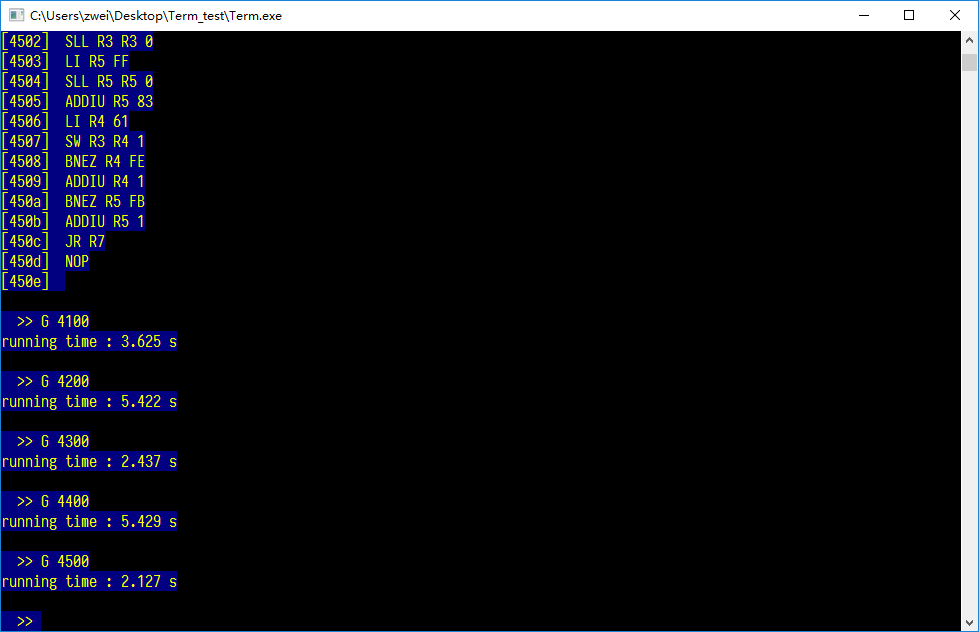 C:\Users\zwei\Desktop\Term_test\Term.exe
[4502] SLL R3 R3 0
[4503] LI R5 FF
[4504] SLL R5 R5 0
[4505] ADDIU R5 83
[4506] LI R4 61
[4507] SW R3 R4 1
[4508] BNEZ R4 FE
[4509] ADDIU R4 1
[450a] BNEZ R5 FB
[450b] ADDIU R5 1
[450c] JR R7
[450d] NOP
[450e]
>> G 4100
running time : 3.625 s
>> G 4200
running time : 5.422 s
>> G 4300
running time : 2.437 s
>> G 4400
running time : 5.429 s
>> G 4500
running time : 2.127 s
>>